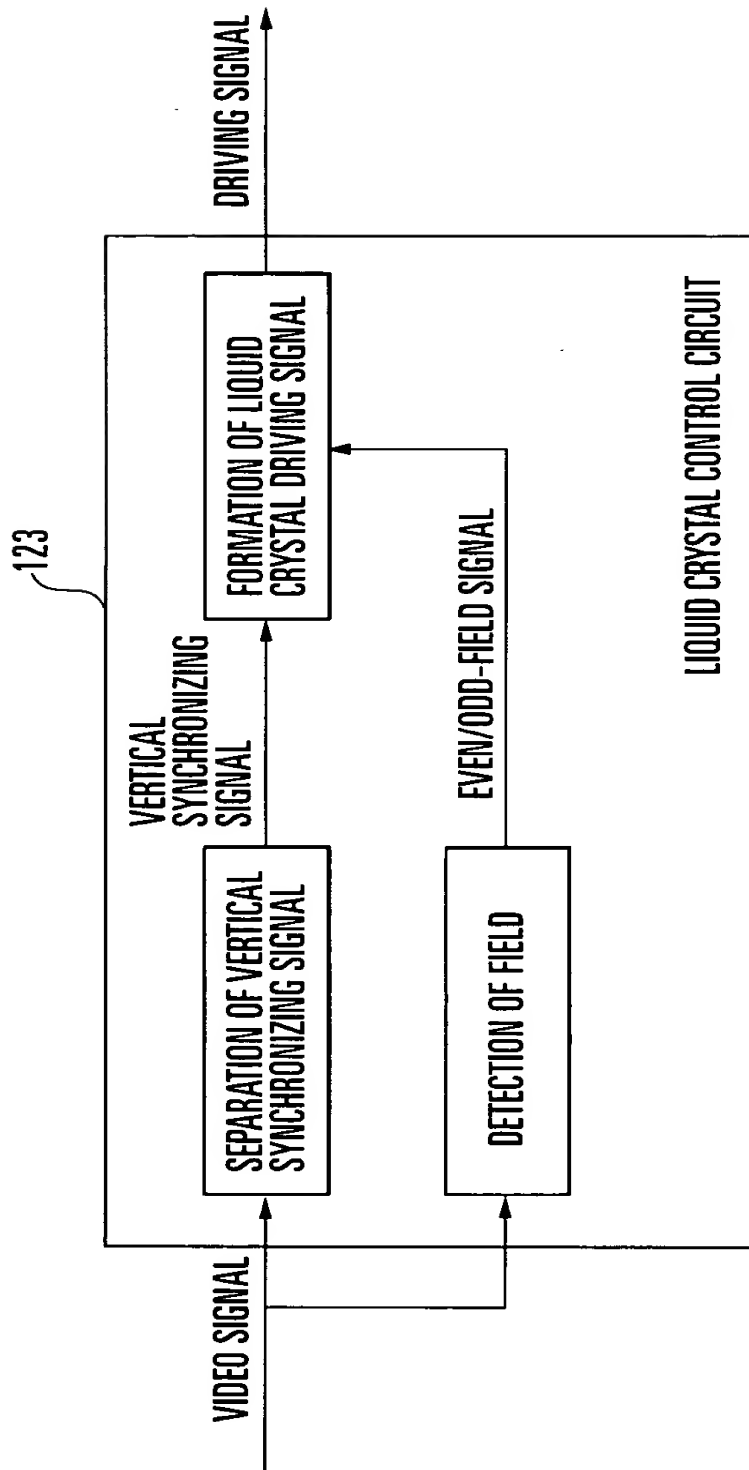 123
VIDEO SIGNAL
SEPARATION OF VERTICAL
SYNCHRONIZING SIGNAL
VERTICAL
SYNCHRONIZING
SIGNAL
FORMATION OF LIQUID
CRYSTAL DRIVING SIGNAL
DRIVING SIGNAL
DETECTION OF FIELD
EVEN/ODD-FIELD SIGNAL
LIQUID CRYSTAL CONTROL CIRCUIT